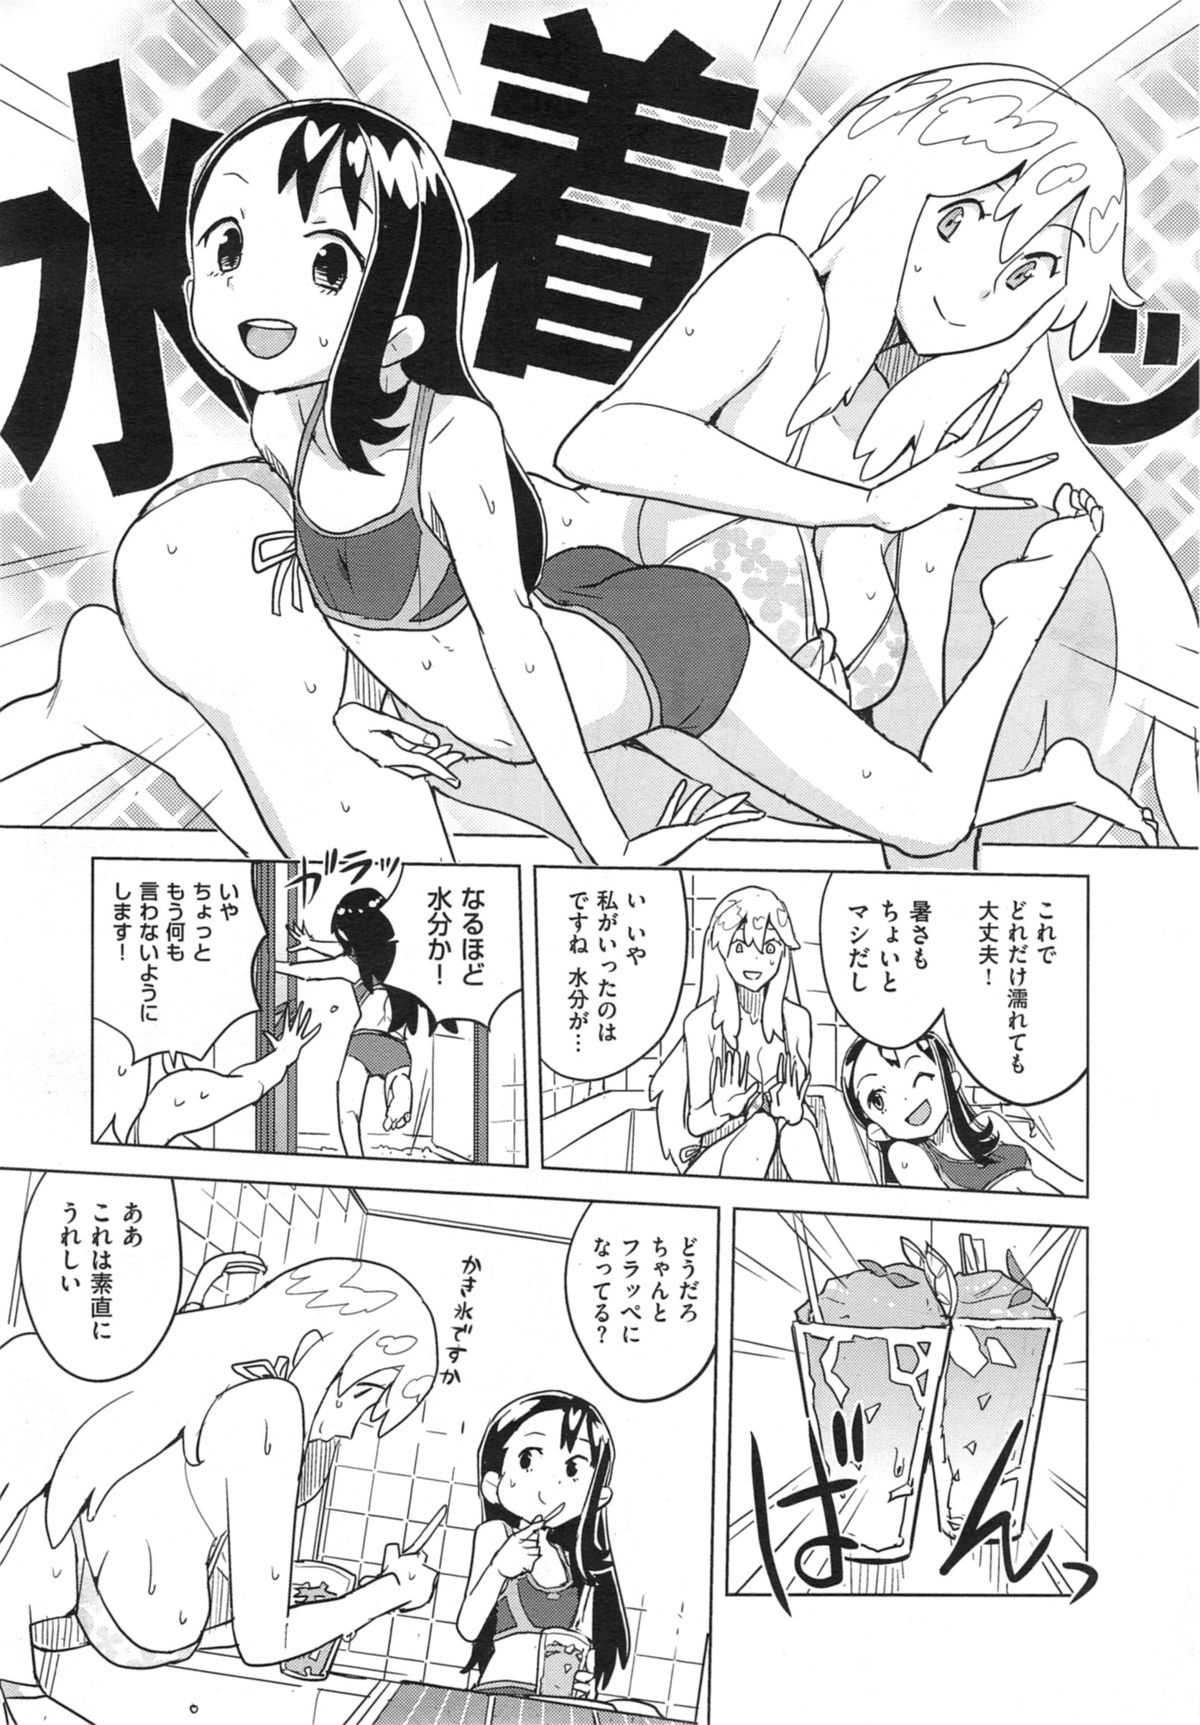 水着ッ
これで
どれだけ濡れても
大丈夫!
暑さも
ちょいと
マシだし
い いや
私がいったのは
ですね 水分が…
なるほど
水分か!
ガラッ
いや
ちょっと
もう何も
言わないように
します!
ばんっ
どうだろ
ちゃんと
フラッペに
なってる?
かき氷ですか
ああ
これは素直に
うれしい